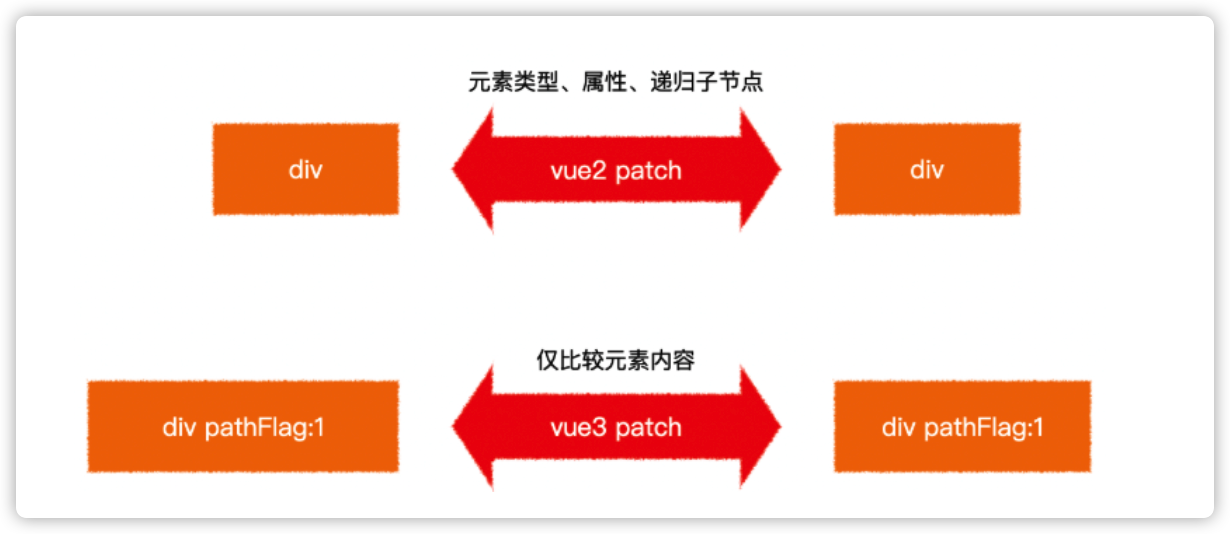 元素类型、属性、递归子节点
div
vue2 patch
div
仅比较元素内容
div pathFlag:1
vue3 patch
div pathFlag:1